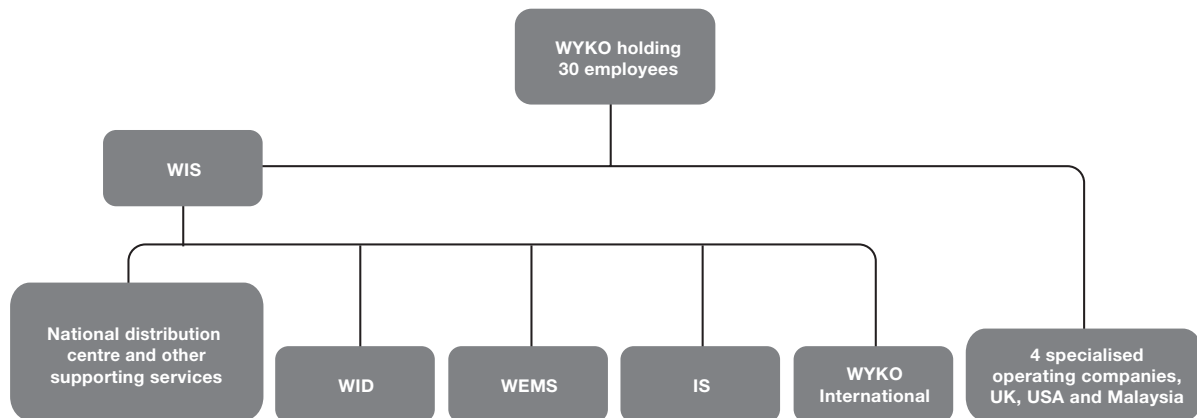 WYKO holding
30 employees
WIS
National distribution
centre and other
supporting services
WID
WEMS
IS
WYKO
International
4 specialised
operating companies,
UK, USA and Malaysia